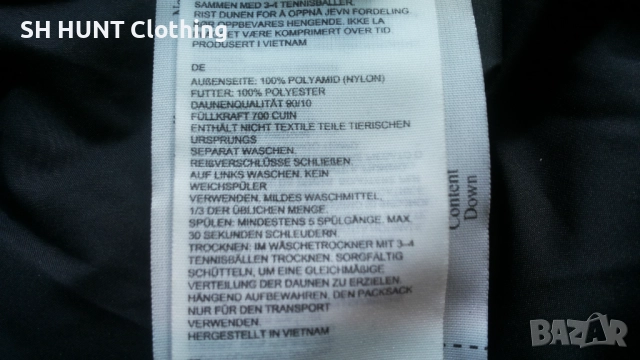 SH HUNT Clothing
SAMMEN MED 3-4 TENNISBALLER.
RIST DUNEN FOR Å OPPNÅ JEVN FORDELING
OPPBEVARES HENGENDE. IKKE LA
VÆRE KOMPRIMERT OVER TID
PRODUSERT I VIETNAM
DE
AUßENSEITE: 100% POLYAMID (NYLON)
FUTTER: 100% POLYESTER
DAUNENQUALITÄT 90/10
FÜLLKRAFT 700 CUIN
ENTHÄLT NICHT TEXTILE TEILE TIERISCHEN
URSPRUNGS
SEPARAT WASCHEN.
REIßVERSCHLÜSSE SCHLIEßEN.
AUF LINKS WASCHEN. KEIN
WEICHSPÜLER
VERWENDEN. MILDES WASCHMITTEL,
1/3 DER ÜBLICHEN MENGE.
SPÜLEN: MINDESTENS 5 SPÜLGÄNGE. MAX.
30 SEKUNDEN SCHLEUDERN.
TROCKNEN: IM WÄSCHETROCKNER MIT 3–4
TENNISBÄLLEN TROCKNEN. SORGFÄLTIG
SCHÜTTELN, UM EINE GLEICHMÄßIGE
VERTEILUNG DER DAUNEN ZU ERZIELEN.
HÄNGEND AUFBEWAHREN, DEN PACKSACK
NUR FÜR DEN TRANSPORT
VERWENDEN.
HERGESTELLT IN VIETNAM
Content
Down
BAZAR